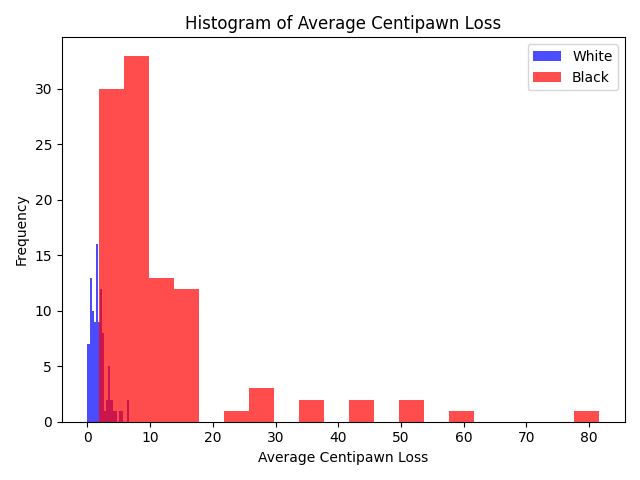 Histogram of Average Centipawn Loss
White
Black
Frequency
30
25
20
15
10
5
0
0 10 20 30 40 50 60 70 80
Average Centipawn Loss